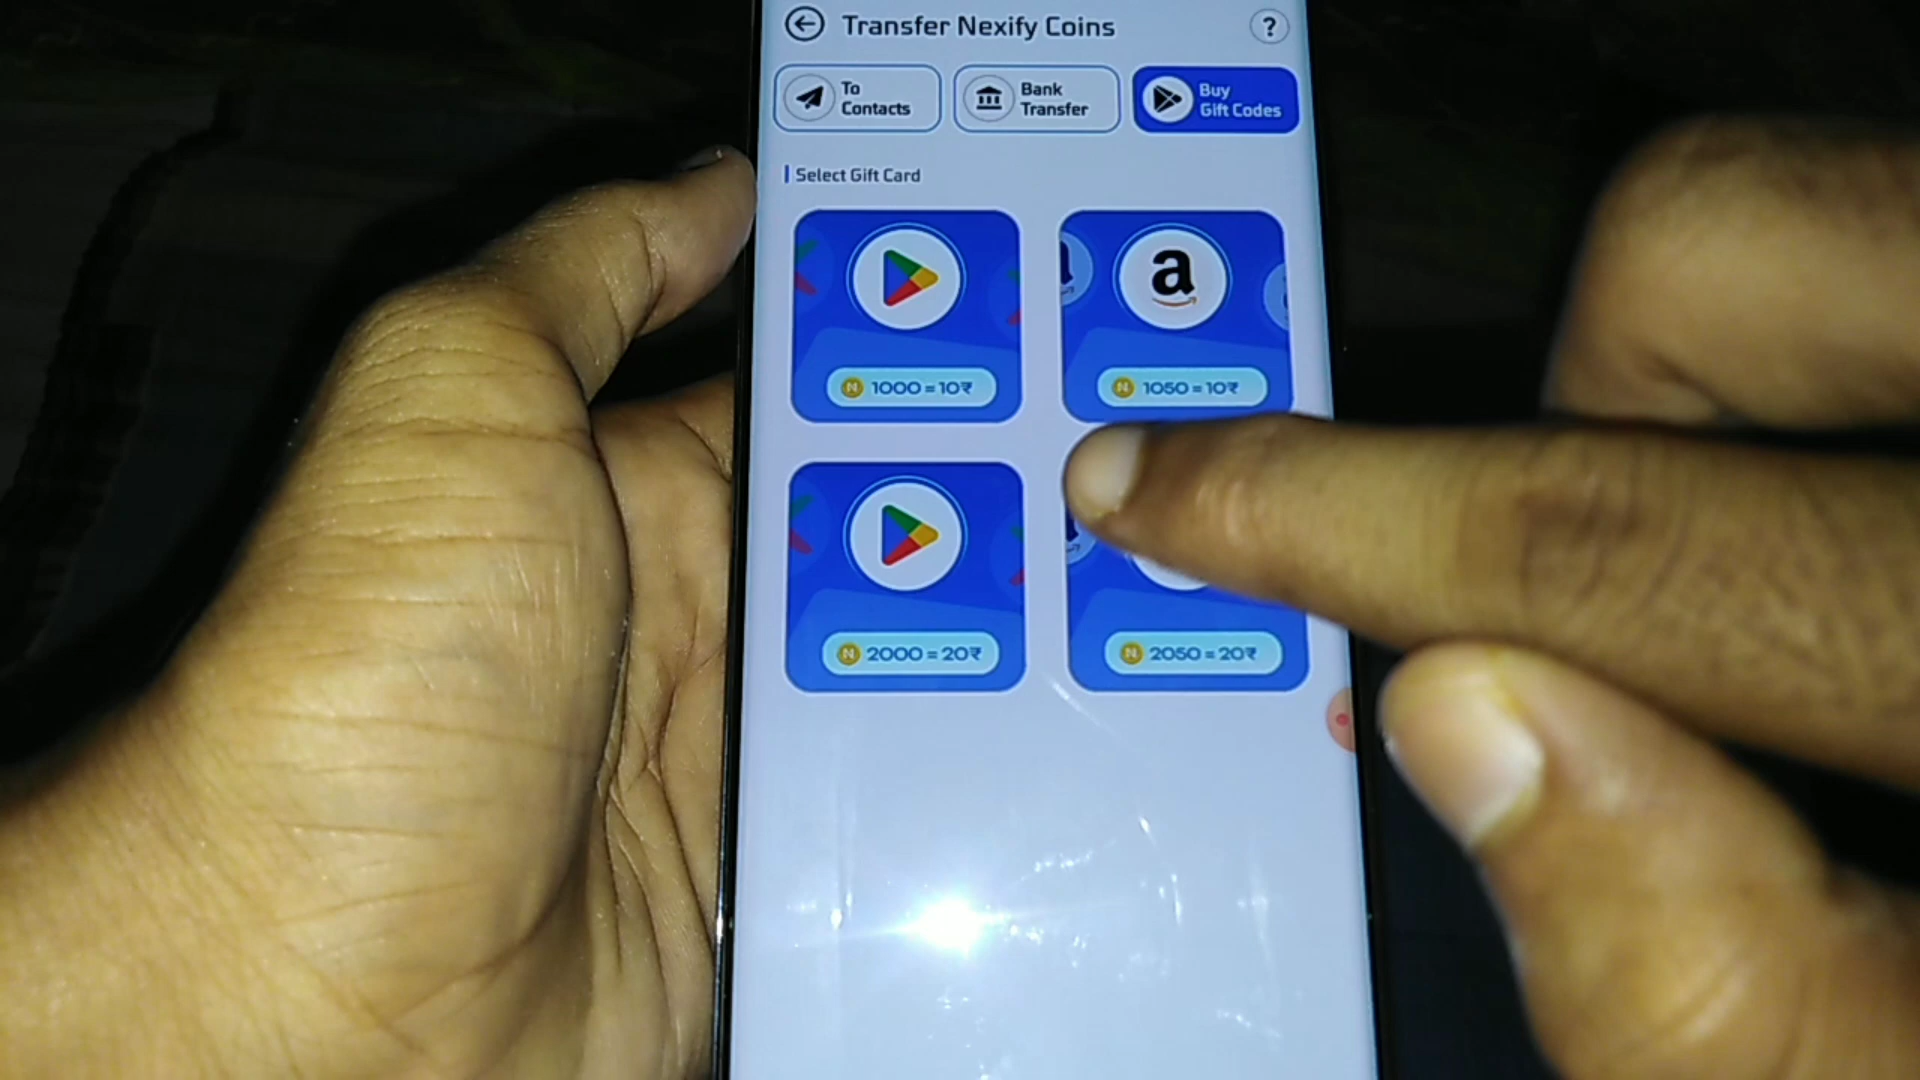 Transfer Nexify Coins
?
To
Contacts
Bank
Transfer
Buy
Gift Codes
Select Gift Card
N 1000 = 10₹
a
N 1050 = 10₹
N 2000 = 20₹
N 2050 = 20₹